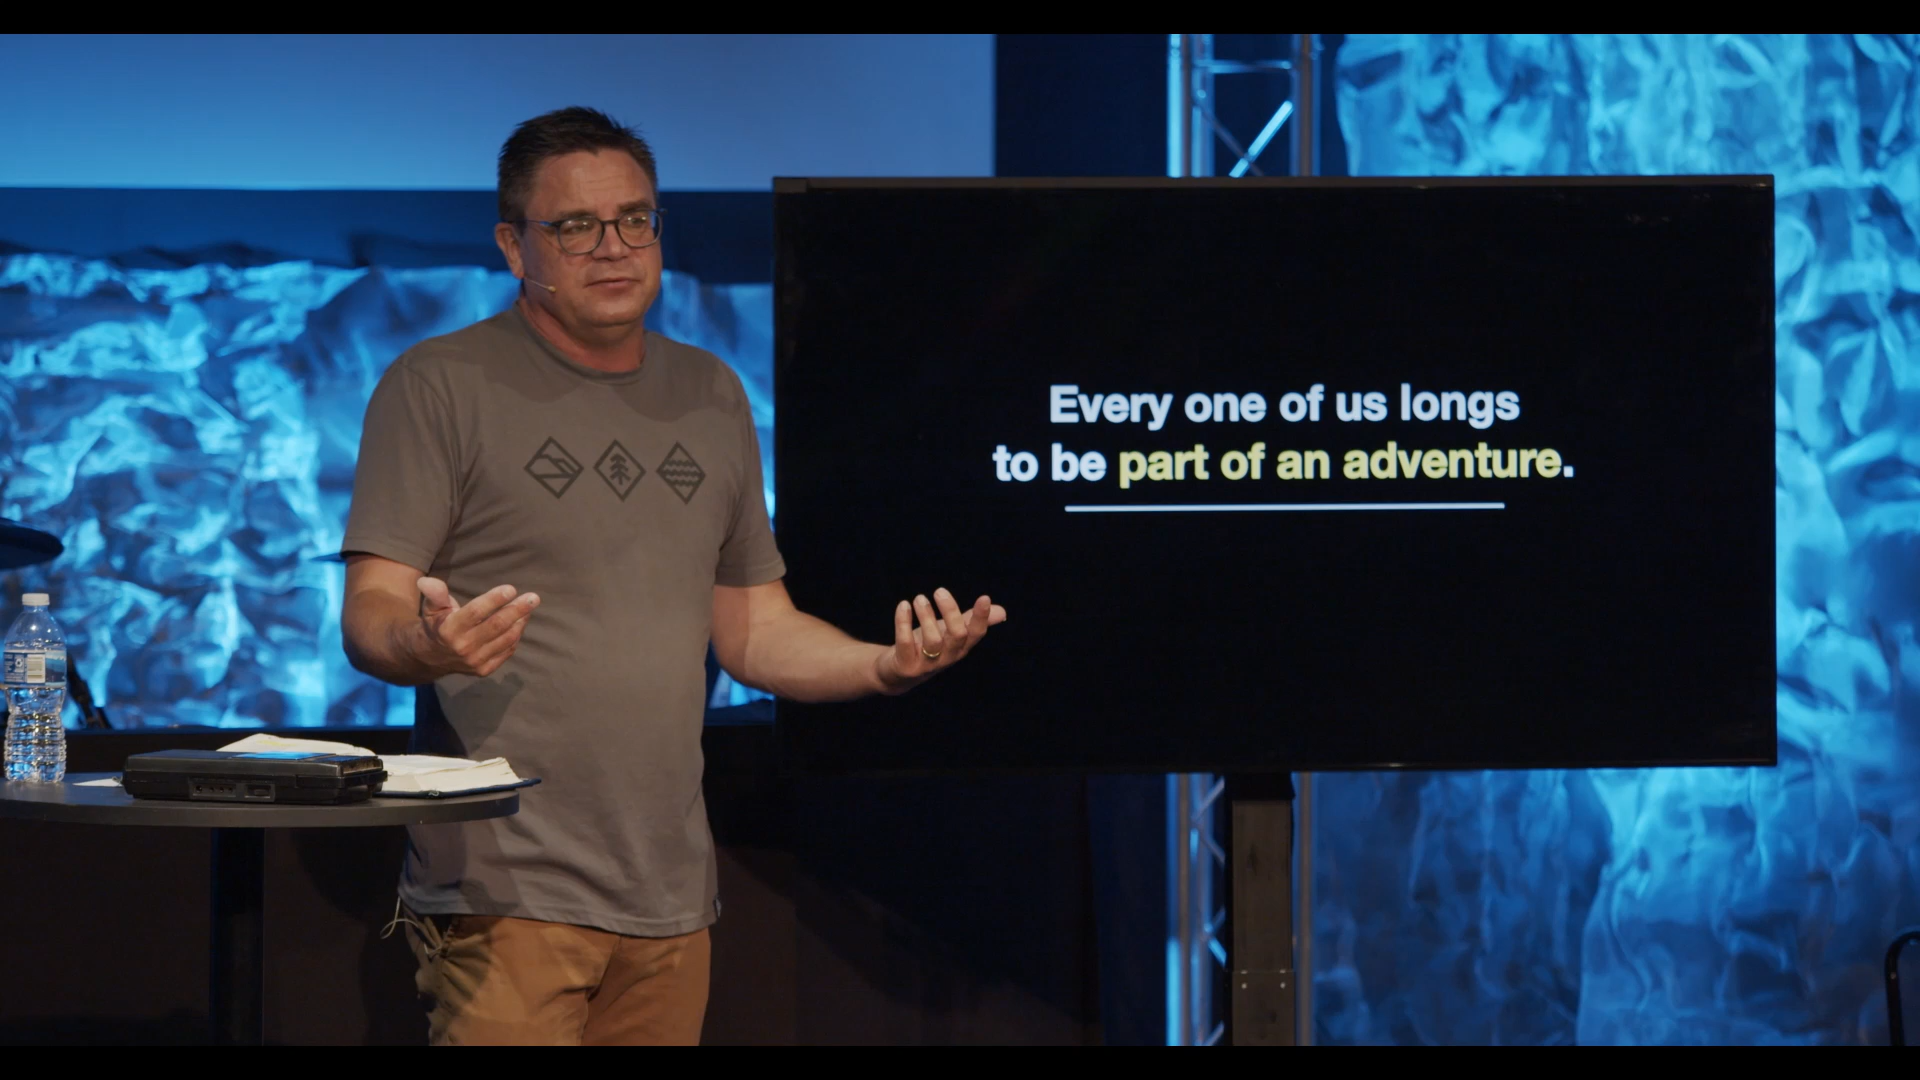 Every one of us longs
to be part of an adventure.